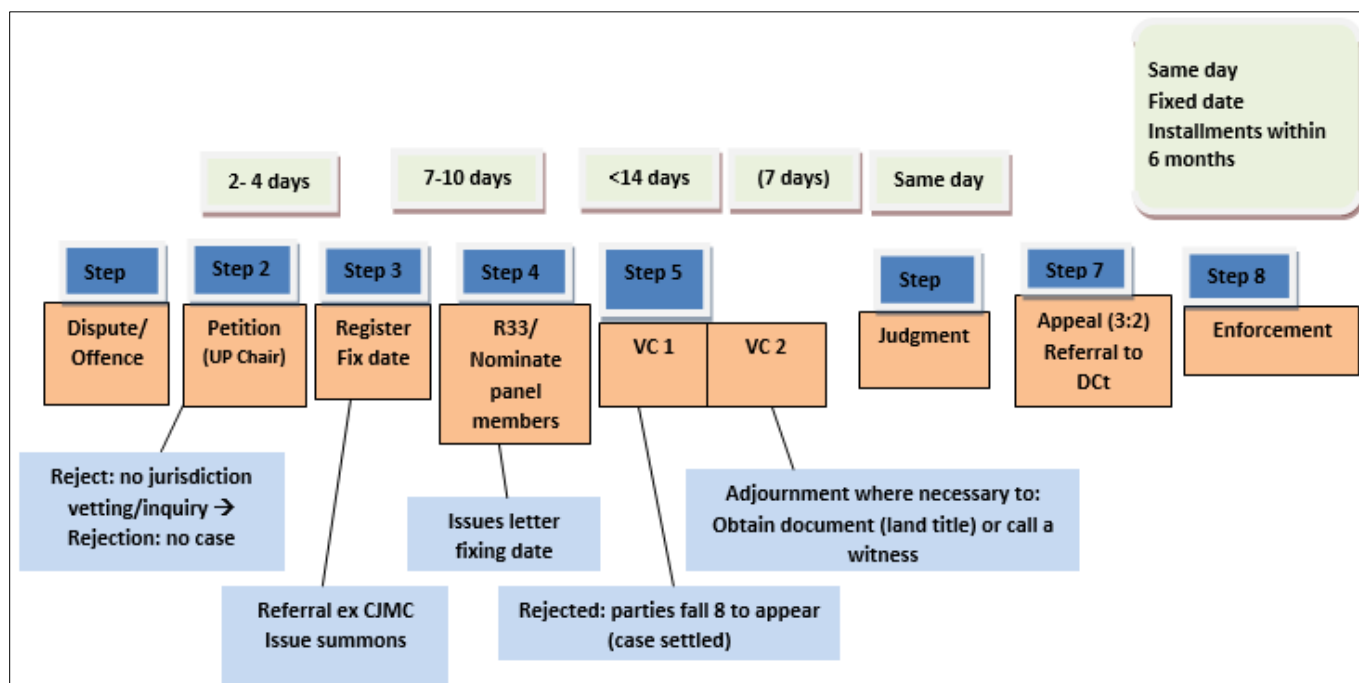 Same day
Fixed date
Installments within
6 months
2- 4 days
7-10 days
<14 days
(7 days)
Same day
Step
Step 2
Step 3
Step 4
Step 5
Step
Step 7
Step 8
Dispute/
Offence
Petition
(UP Chair)
Register
Fix date
R33/
Nominate
panel
members
VC 1
VC 2
Judgment
Appeal (3:2)
Referral to
DCt
Enforcement
Reject: no jurisdiction
vetting/inquiry →
Rejection: no case
Referral ex CJMC
Issue summons
Issues letter
fixing date
Rejected: parties fall 8 to appear
(case settled)
Adjournment where necessary to:
Obtain document (land title) or call a
witness